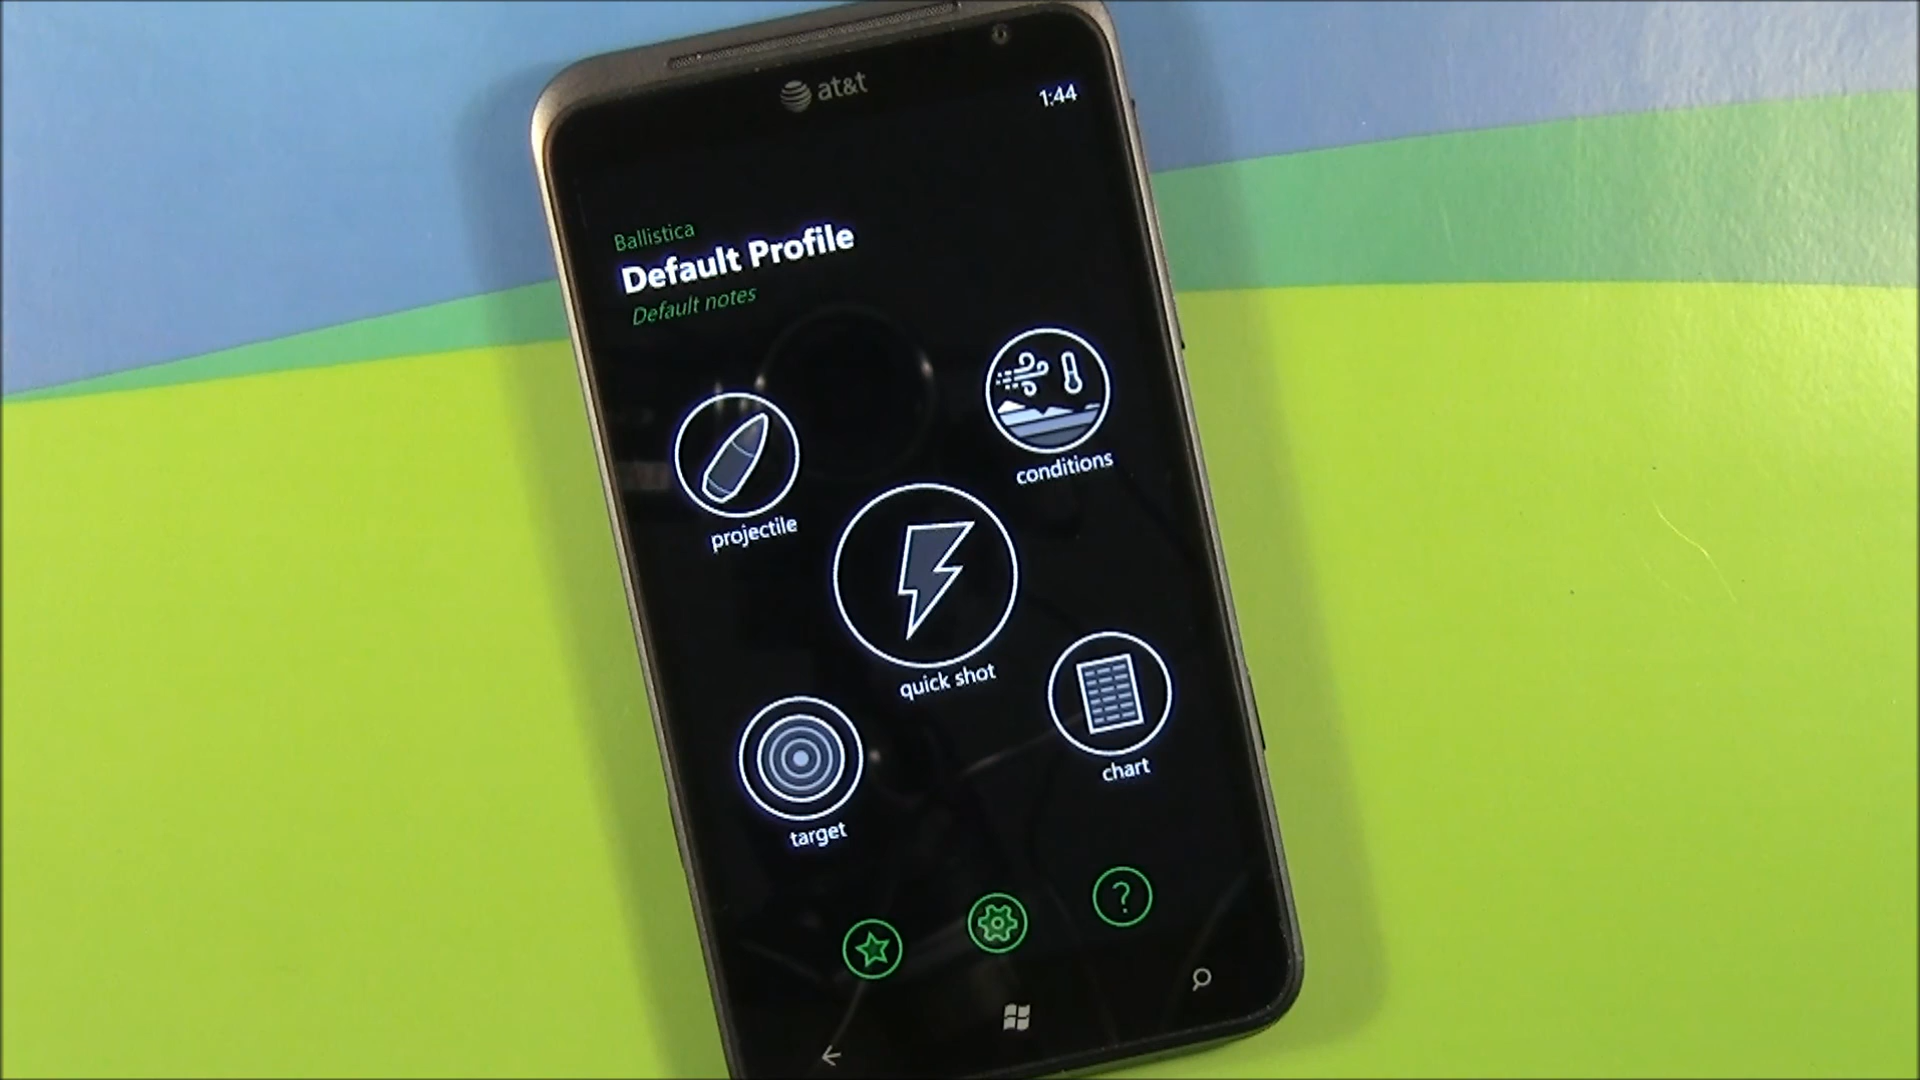 at&t
1:44
Ballistica
Default Profile
Default notes
conditions
projectile
quick shot
chart
target
?